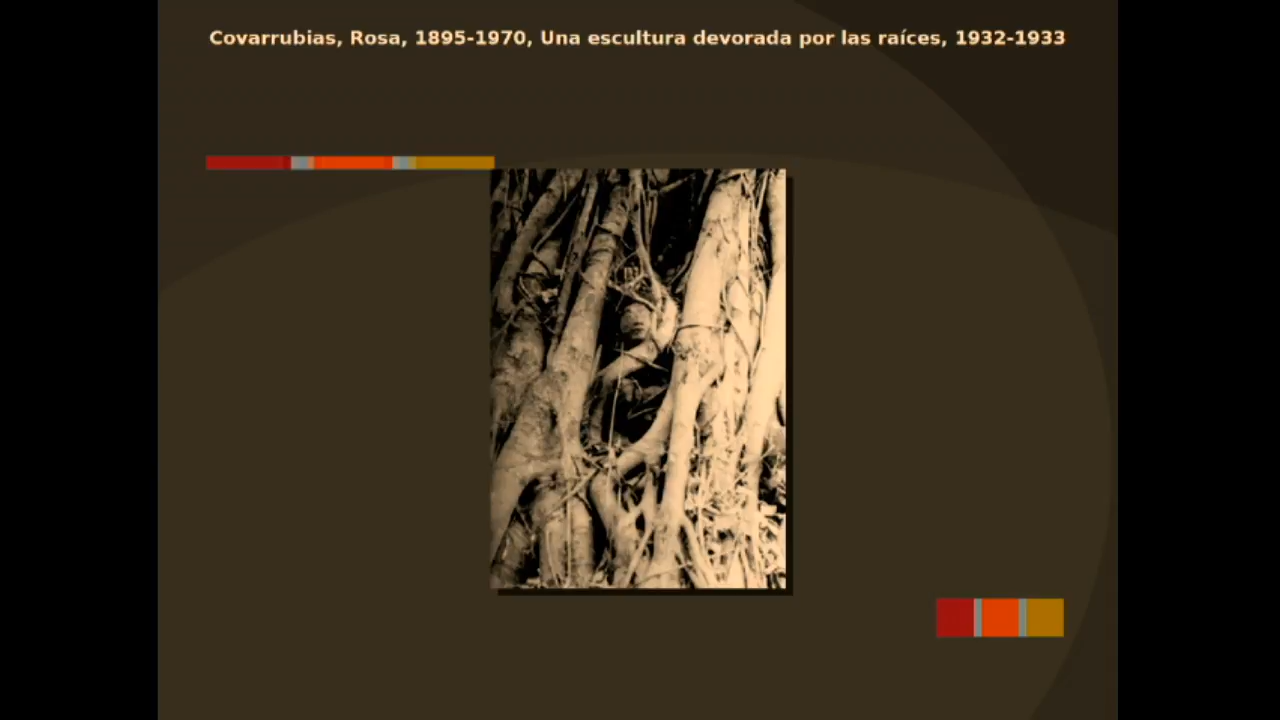 Covarrubias, Rosa, 1895-1970, Una escultura devorada por las raíces, 1932-1933